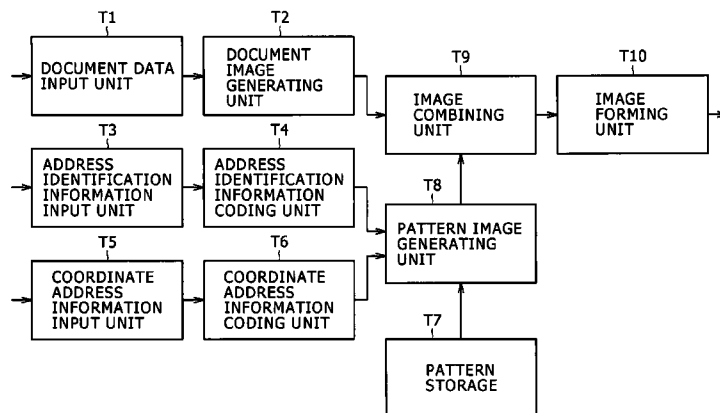 T1
DOCUMENT DATA
INPUT UNIT
T2
DOCUMENT
IMAGE
GENERATING
UNIT
T9
IMAGE
COMBINING
UNIT
T10
IMAGE
FORMING
UNIT
T3
ADDRESS
IDENTIFICATION
INFORMATION
INPUT UNIT
T4
ADDRESS
IDENTIFICATION
INFORMATION
CODING UNIT
T8
PATTERN IMAGE
GENERATING
UNIT
T5
COORDINATE
ADDRESS
INFORMATION
INPUT UNIT
T6
COORDINATE
ADDRESS
INFORMATION
CODING UNIT
T7
PATTERN
STORAGE